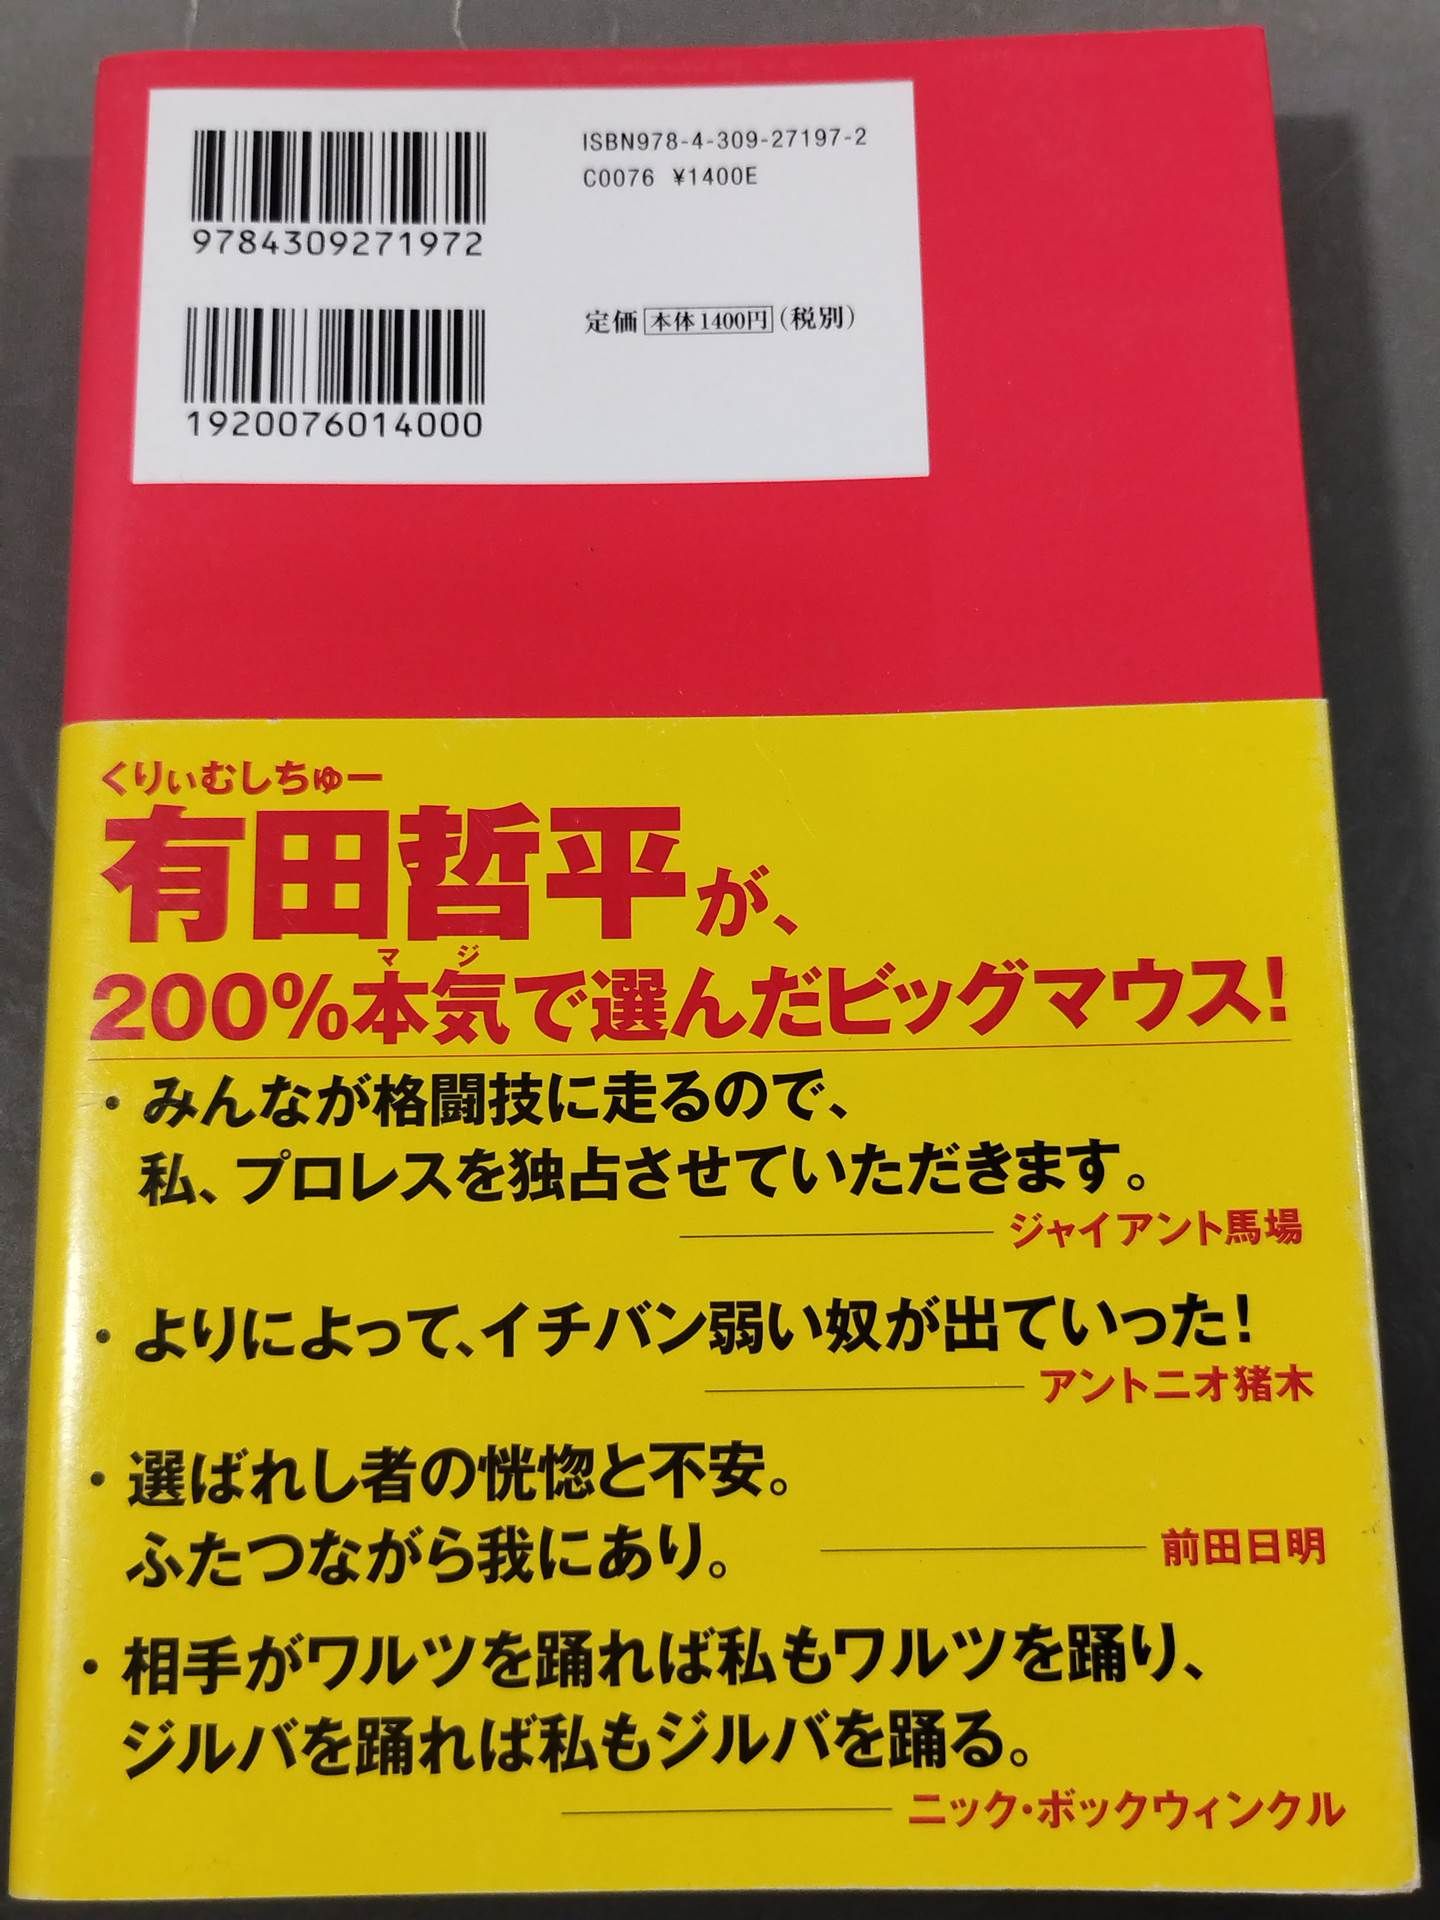 ISBN978-4-309-27197-2
C0076 ¥1400E
9784309271972
定価 本体1400円 (税別)
1920076014000
くりぃむしちゅー
有田哲平が、
マジ
200%本気で選んだビッグマウス!
・みんなが格闘技に走るので、
私、プロレスを独占させていただきます。
ジャイアント馬場
・よりによって、イチバン弱い奴が出ていった!
アントニオ猪木
・選ばれし者の恍惚と不安。
ふたつながら我にあり。
前田日明
・相手がワルツを踊れば私もワルツを踊り、
ジルバを踊れば私もジルバを踊る。
ニック・ボックウィンクル